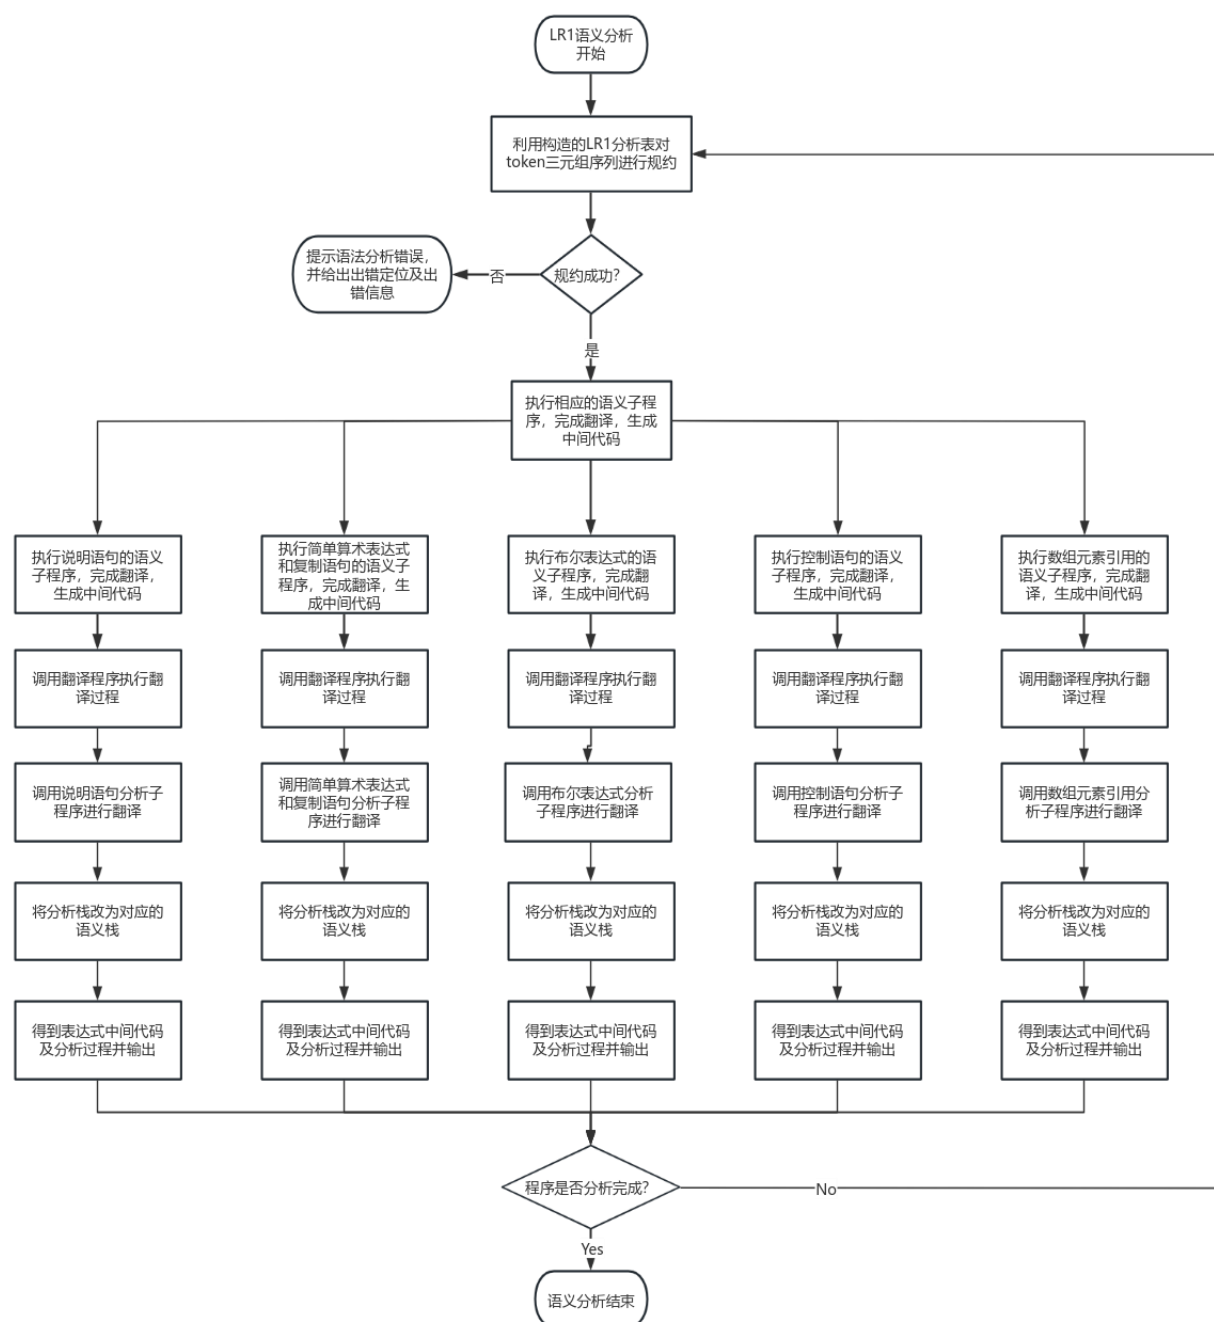 LR1语义分析
开始
利用构造的LR1分析表对
token三元组序列进行规约
提示语法分析错误，
并给出出错定位及出
错信息
否
规约成功?
是
执行相应的语义子程
序，完成翻译，生成
中间代码
执行说明语句的语义
子程序，完成翻译，
生成中间代码
执行简单算术表达式
和复制语句的语义子
程序，完成翻译，生
成中间代码
执行布尔表达式的语
义子程序，完成翻
译，生成中间代码
执行控制语句的语义
子程序，完成翻译，
生成中间代码
执行数组元素引用的
语义子程序，完成翻
译，生成中间代码
调用翻译程序执行翻
译过程
调用翻译程序执行翻
译过程
调用翻译程序执行翻
译过程
调用翻译程序执行翻
译过程
调用翻译程序执行翻
译过程
调用说明语句分析子
程序进行翻译
调用简单算术表达式
和复制语句分析子程
序进行翻译
调用布尔表达式分析
子程序进行翻译
调用控制语句分析子
程序进行翻译
调用数组元素引用分
析子程序进行翻译
将分析栈改为对应的
语义栈
将分析栈改为对应的
语义栈
将分析栈改为对应的
语义栈
将分析栈改为对应的
语义栈
将分析栈改为对应的
语义栈
得到表达式中间代码
及分析过程并输出
得到表达式中间代码
及分析过程并输出
得到表达式中间代码
及分析过程并输出
得到表达式中间代码
及分析过程并输出
得到表达式中间代码
及分析过程并输出
程序是否分析完成?
No
Yes
语义分析结束